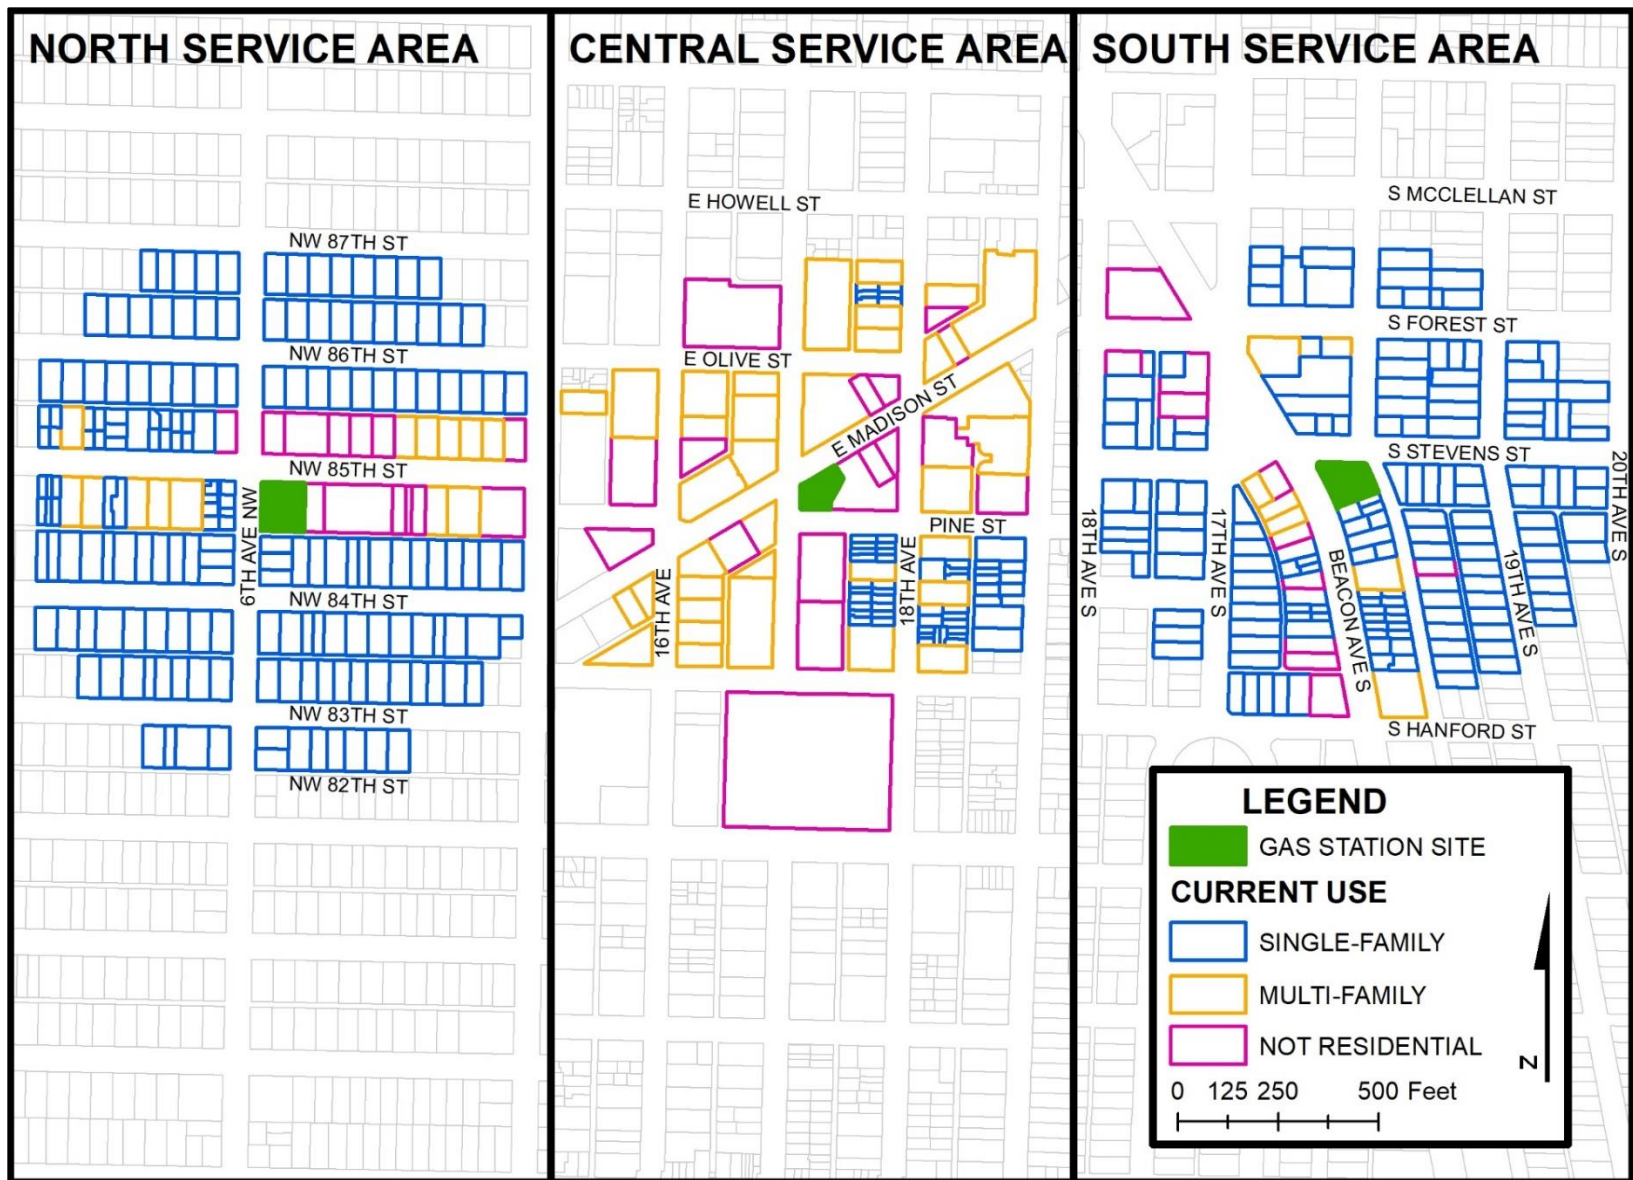 NORTH SERVICE AREA
NW 87TH ST
NW 86TH ST
NW 85TH ST
6TH AVE NW
NW 84TH ST
NW 83TH ST
NW 82TH ST
CENTRAL SERVICE AREA
E HOWELL ST
E OLIVE ST
E MADISON ST
PINE ST
16TH AVE
18TH AVE
SOUTH SERVICE AREA
S MCCLELLAN ST
S FOREST ST
S STEVENS ST
18TH AVE S
17TH AVE S
BEACON AVE S
19TH AVE S
20TH AVE S
S HANFORD ST
LEGEND
GAS STATION SITE
CURRENT USE
SINGLE-FAMILY
MULTI-FAMILY
NOT RESIDENTIAL
0 125 250 500 Feet
N